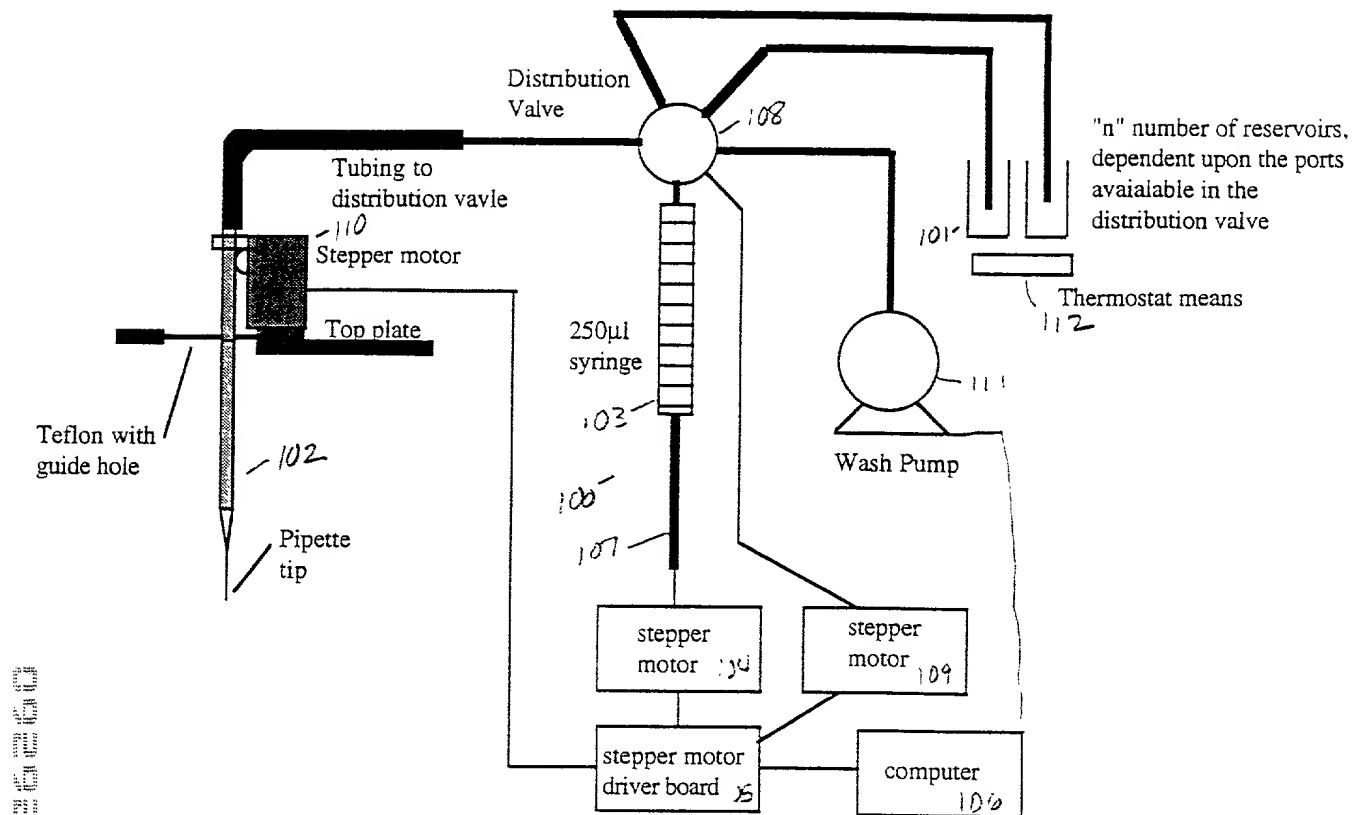 Distribution
Valve
108
"n" number of reservoirs,
dependent upon the ports
avaialable in the
distribution valve
101
Thermostat means
112
Tubing to
distribution vavle
110
Stepper motor
Top plate
250µl
syringe
103
111
Wash Pump
Teflon with
guide hole
102
100
107
Pipette
tip
stepper
motor 104
stepper
motor 109
stepper motor
driver board
computer
106